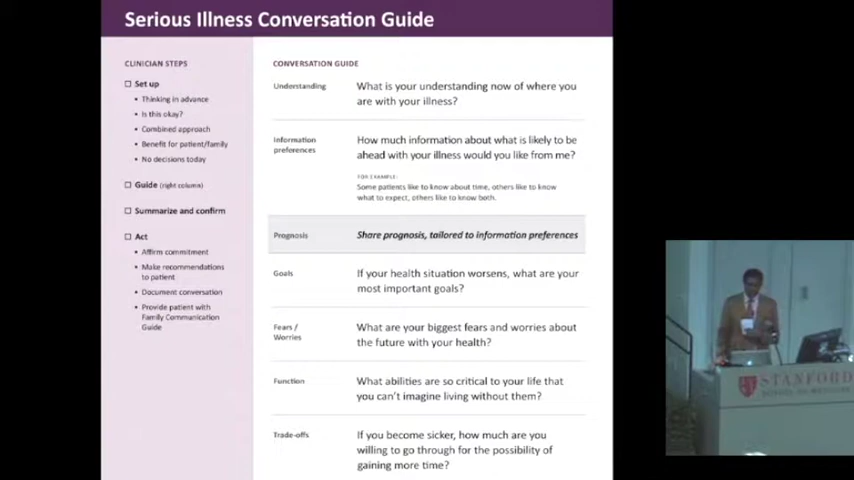 Serious Illness Conversation Guide
CLINICIAN STEPS
☐ Set up
▪ Thinking in advance
▪ Is this okay?
▪ Combined approach
▪ Benefit for patient/family
▪ No decisions today
☐ Guide (right column)
☐ Summarize and confirm
☐ Act
▪ Affirm commitment
▪ Make recommendations
to patient
▪ Document conversation
▪ Provide patient with
Family Communication
Guide
CONVERSATION GUIDE
Understanding
What is your understanding now of where you
are with your illness?
Information
preferences
How much information about what is likely to be
ahead with your illness would you like from me?
FOR EXAMPLE:
Some patients like to know about time, others like to know
what to expect, others like to know both.
Prognosis
Share prognosis, tailored to information preferences
Goals
If your health situation worsens, what are your
most important goals?
Fears /
Worries
What are your biggest fears and worries about
the future with your health?
Function
What abilities are so critical to your life that
you can't imagine living without them?
Trade-offs
If you become sicker, how much are you
willing to go through for the possibility of
gaining more time?
STANFORD
SCHOOL OF MEDICINE